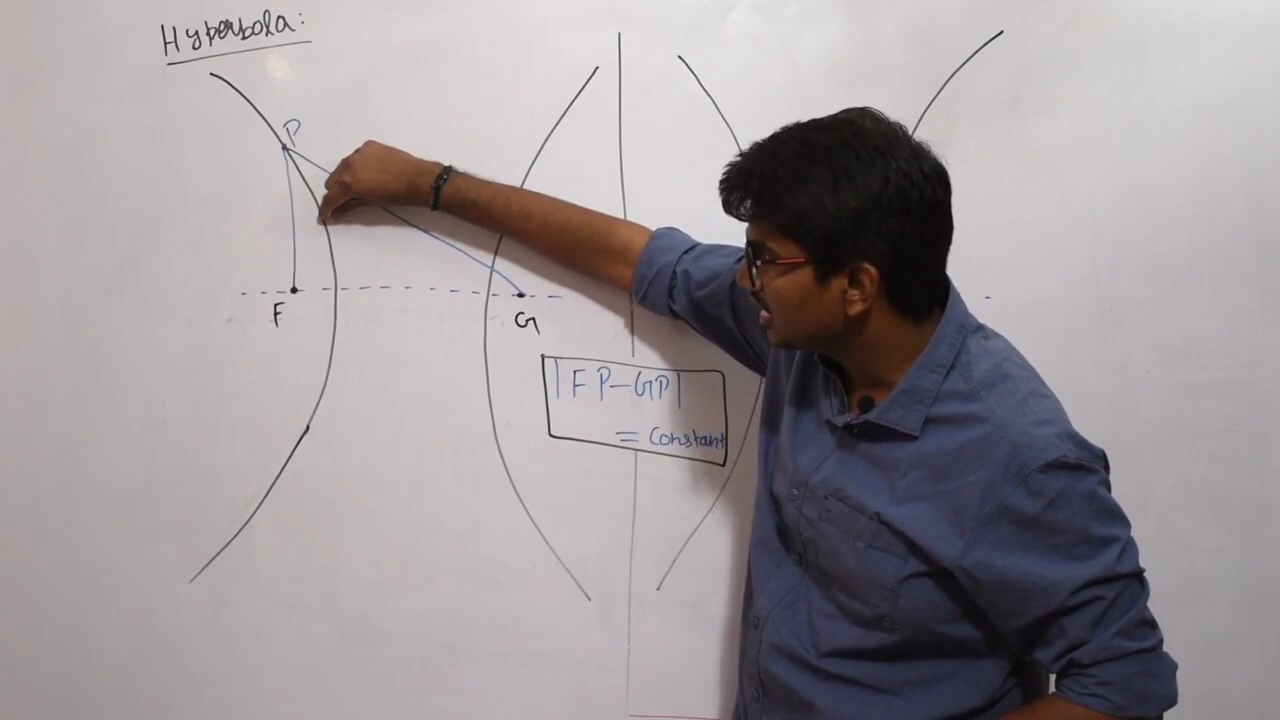 Hyperbola:
P
F
G
|FP-GP|
= Constant